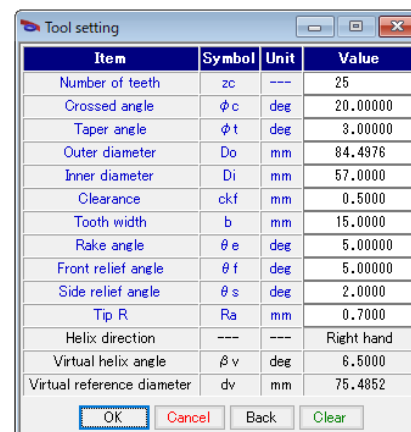 Tool setting
Item Symbol Unit Value
Number of teeth zc --- 25
Crossed angle φc deg 20.00000
Taper angle φt deg 3.00000
Outer diameter Do mm 84.4976
Inner diameter Di mm 57.0000
Clearance ckf mm 0.5000
Tooth width b mm 15.0000
Rake angle θe deg 5.00000
Front relief angle θf deg 5.00000
Side relief angle θs deg 2.0000
Tip R Ra mm 0.7000
Helix direction --- --- Right hand
Virtual helix angle βv deg 6.5000
Virtual reference diameter dv mm 75.4852
OK Cancel Back Clear